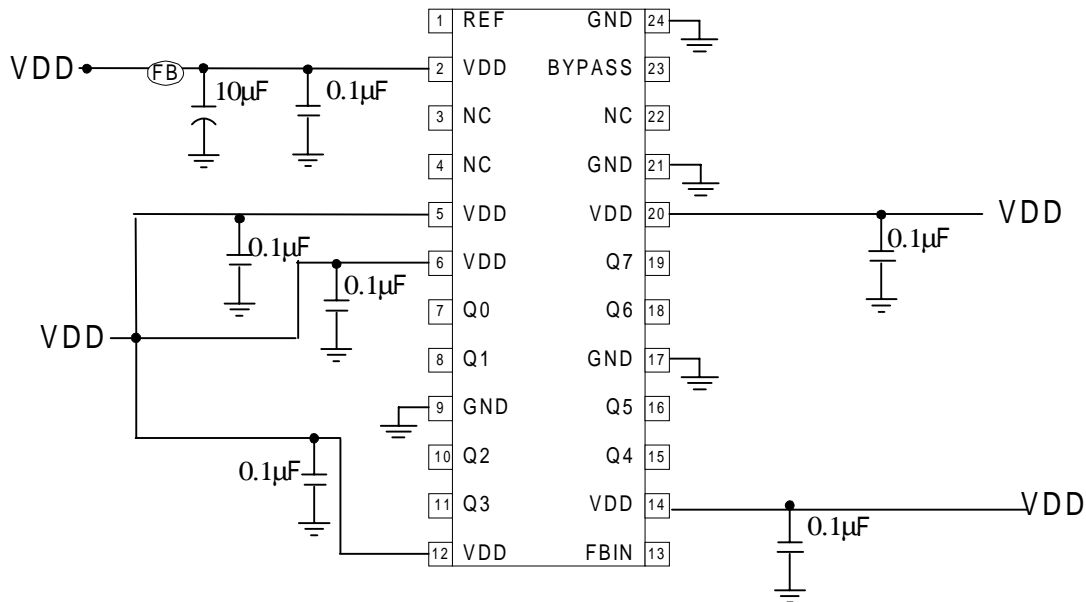 1 REF GND 24
VDD FB 2 VDD BYPASS 23
10µF 0.1µF
3 NC NC 22
4 NC GND 21
5 VDD VDD 20 VDD
0.1µF 0.1µF
6 VDD Q7 19
0.1µF
7 Q0 Q6 18
VDD
8 Q1 GND 17
9 GND Q5 16
10 Q2 Q4 15
0.1µF
11 Q3 VDD 14 VDD
0.1µF
12 VDD FBIN 13